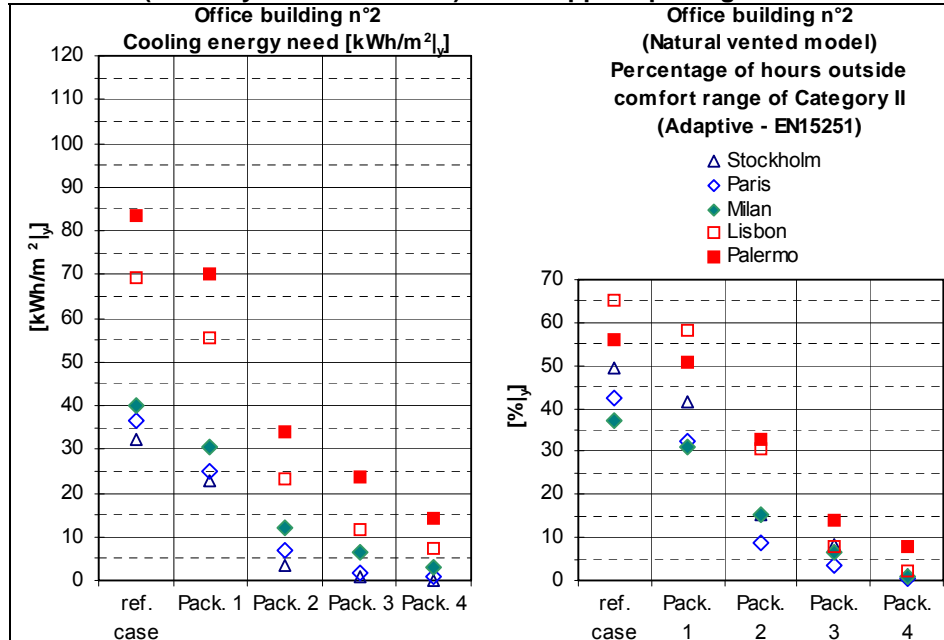 Office building n°2
Cooling energy need [kWh/m²|y]
120
110
100
90
80
70
60
50
40
30
20
10
0
[kWh/m²|y]
ref. case
Pack. 1
Pack. 2
Pack. 3
Pack. 4
Office building n°2
(Natural vented model)
Percentage of hours outside
comfort range of Category II
(Adaptive - EN15251)
Stockholm
Paris
Milan
Lisbon
Palermo
70
60
50
40
30
20
10
0
[%|y]
ref. case
Pack. 1
Pack. 2
Pack. 3
Pack. 4